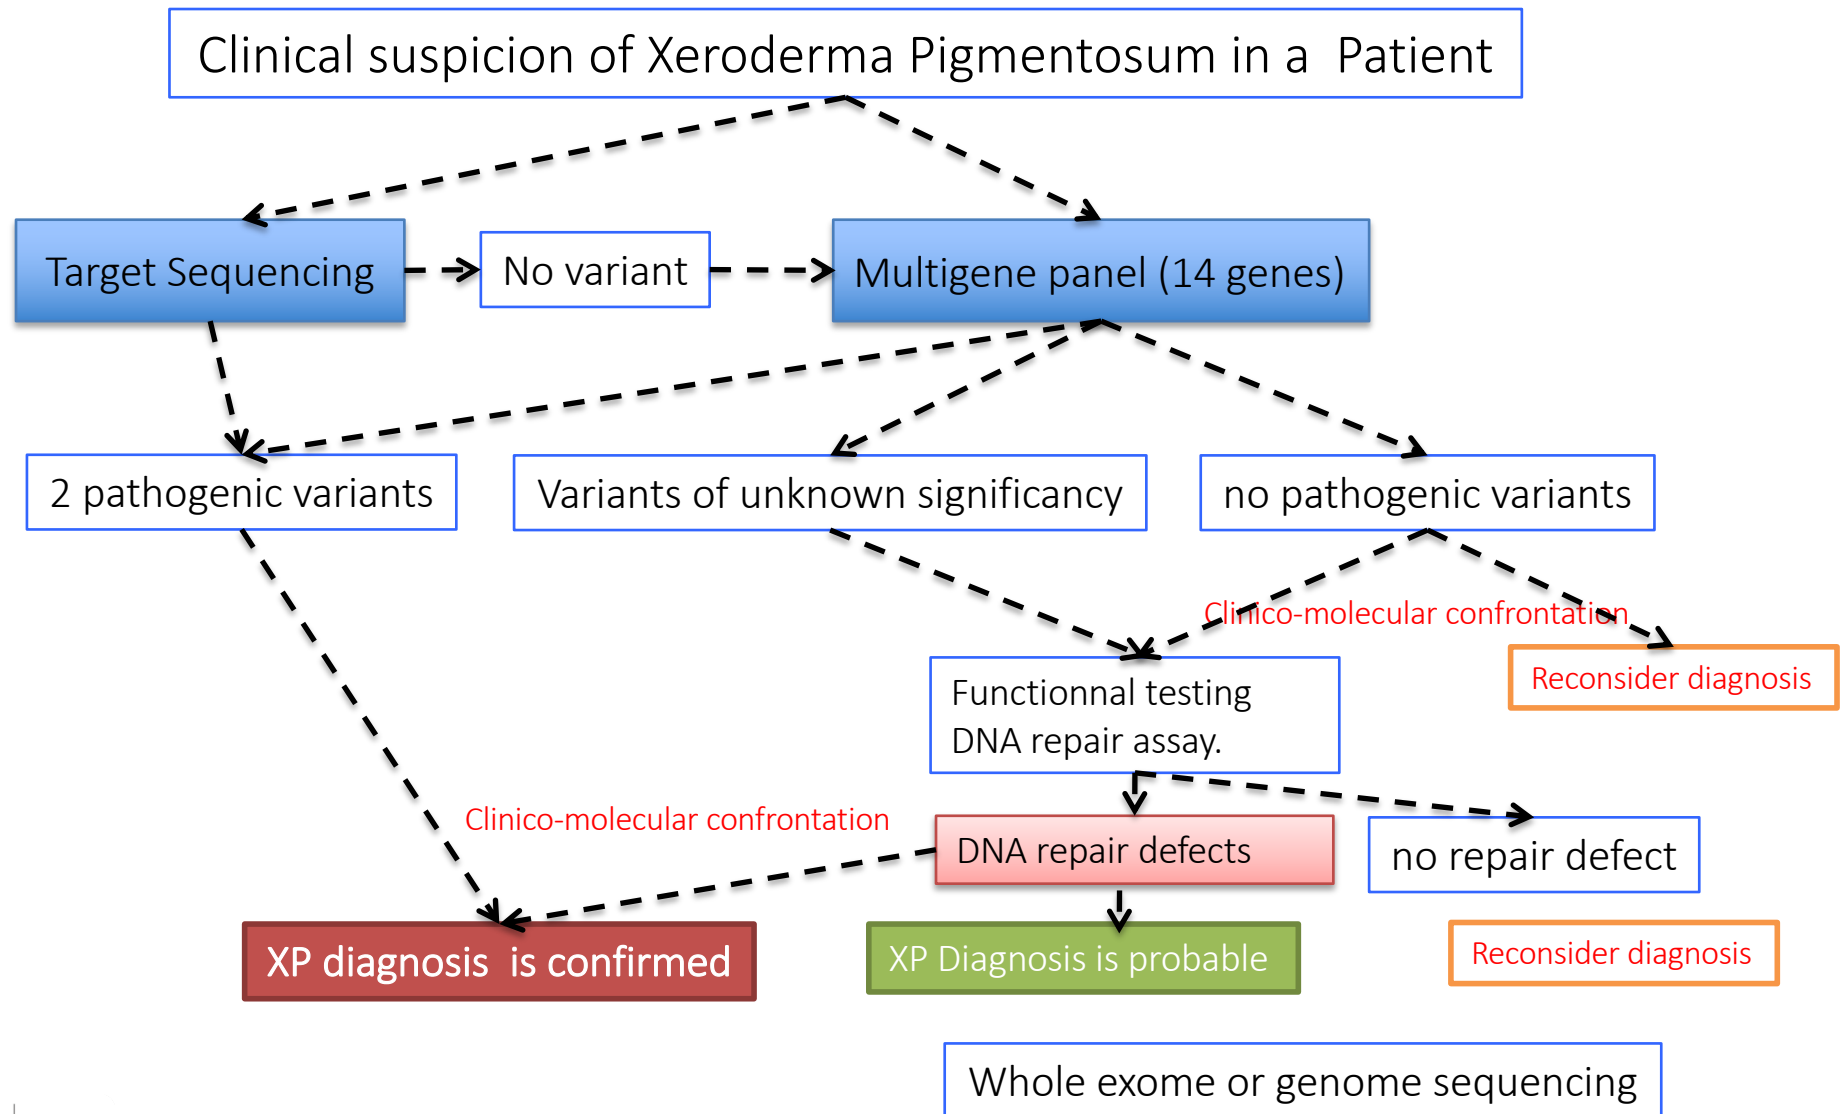 Clinical suspicion of Xeroderma Pigmentosum in a Patient
Target Sequencing
No variant
Multigene panel (14 genes)
2 pathogenic variants
Variants of unknown significancy
no pathogenic variants
Clinico-molecular confrontation
Reconsider diagnosis
Functionnal testing
DNA repair assay.
Clinico-molecular confrontation
DNA repair defects
no repair defect
XP diagnosis is confirmed
XP Diagnosis is probable
Reconsider diagnosis
Whole exome or genome sequencing